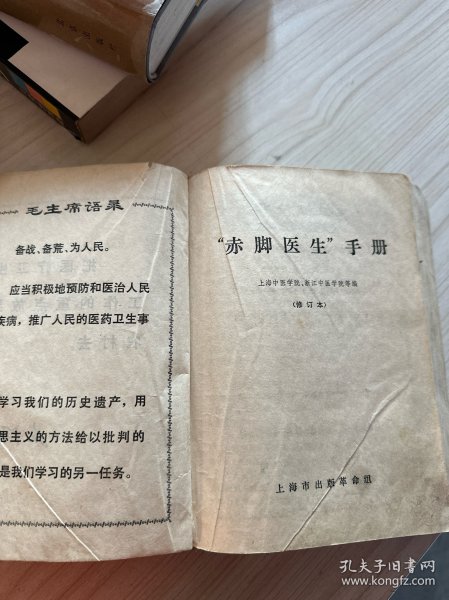 毛主席语录
备战、备荒、为人民。
应当积极地预防和医治人民
疾病，推广人民的医药卫生事
学习我们的历史遗产，用
思主义的方法给以批判的
是我们学习的另一任务。
“赤脚医生”手册
上海中医学院、浙江中医学院等编
（修订本）
上海市出版革命组
孔夫子旧书网
www.kongfz.com